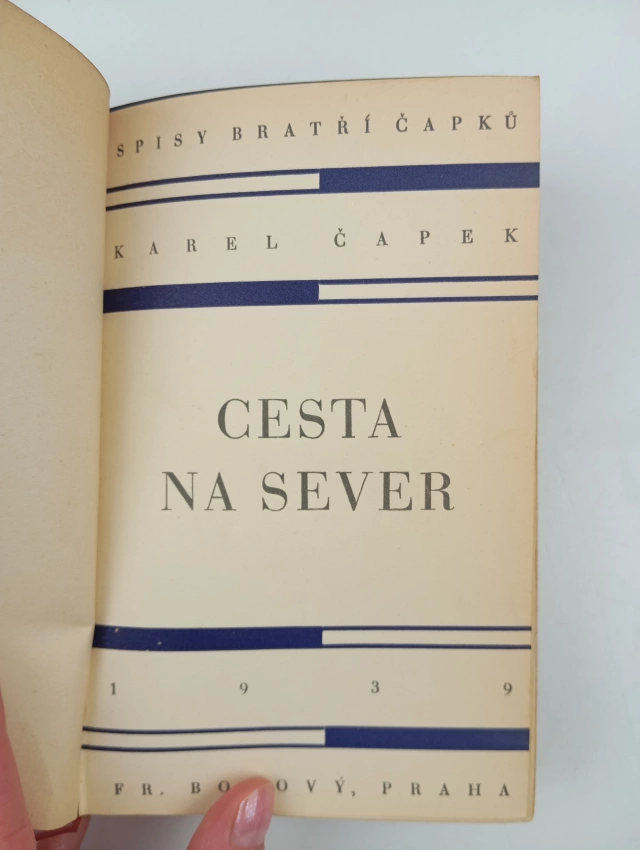 SPISY BRATŘÍ ČAPKŮ
KAREL ČAPEK
CESTA
NA SEVER
1939
FR. PRAHA